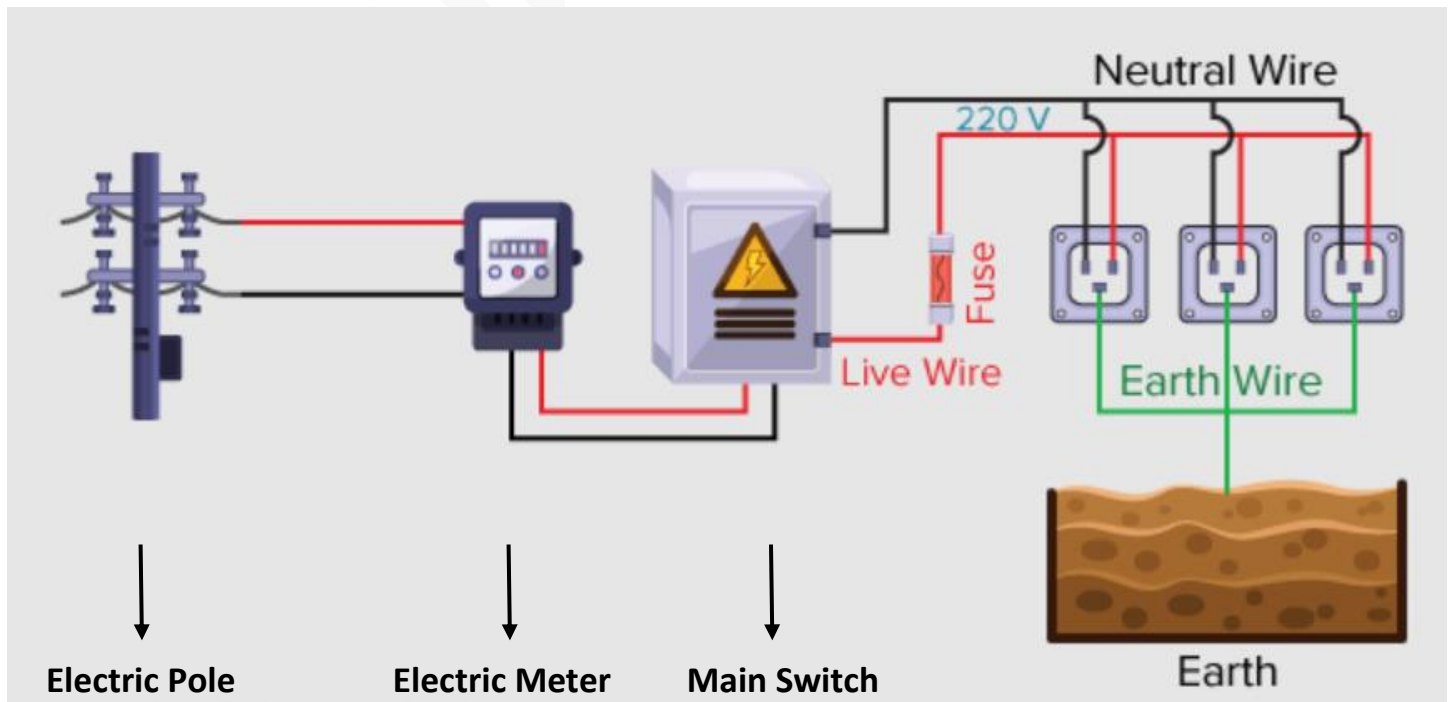 Neutral Wire
220 V
Fuse
Live Wire
Earth Wire
Electric Pole
Electric Meter
Main Switch
Earth